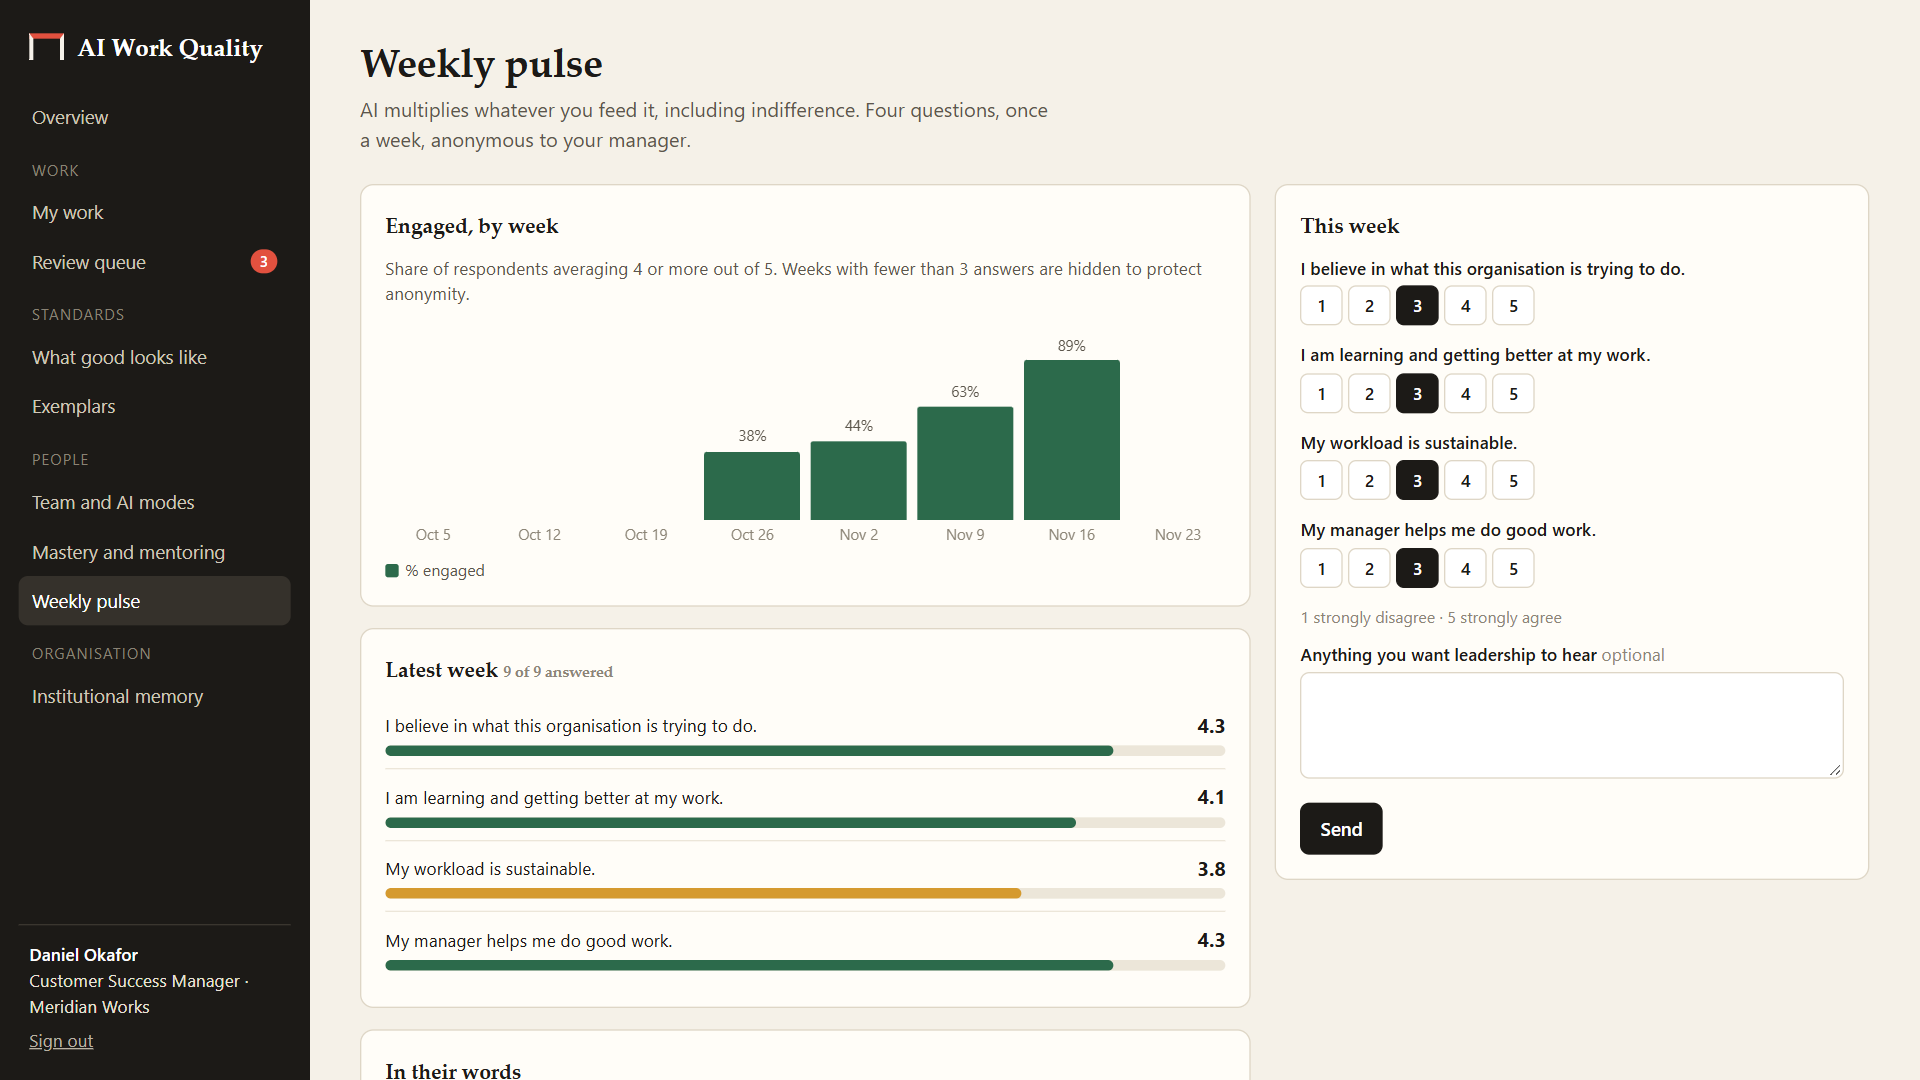 AI Work Quality
Overview
WORK
My work
Review queue 3
STANDARDS
What good looks like
Exemplars
PEOPLE
Team and AI modes
Mastery and mentoring
Weekly pulse
ORGANISATION
Institutional memory
Daniel Okafor
Customer Success Manager ·
Meridian Works
Sign out
Weekly pulse
AI multiplies whatever you feed it, including indifference. Four questions, once
a week, anonymous to your manager.
Engaged, by week
Share of respondents averaging 4 or more out of 5. Weeks with fewer than 3 answers are hidden to protect
anonymity.
38% 44% 63% 89%
Oct 5 Oct 12 Oct 19 Oct 26 Nov 2 Nov 9 Nov 16 Nov 23
% engaged
Latest week 9 of 9 answered
I believe in what this organisation is trying to do. 4.3
I am learning and getting better at my work. 4.1
My workload is sustainable. 3.8
My manager helps me do good work. 4.3
In their words
This week
I believe in what this organisation is trying to do.
1 2 3 4 5
I am learning and getting better at my work.
1 2 3 4 5
My workload is sustainable.
1 2 3 4 5
My manager helps me do good work.
1 2 3 4 5
1 strongly disagree · 5 strongly agree
Anything you want leadership to hear optional
Send